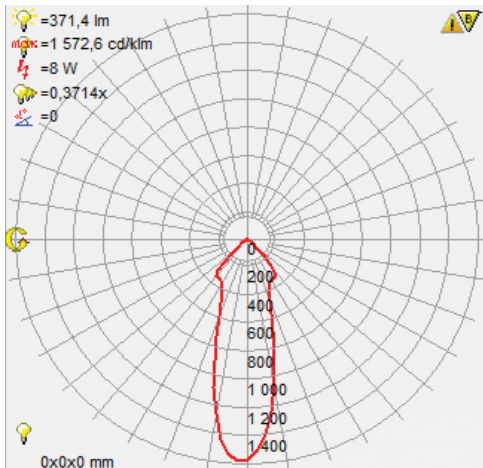 =371,4 lm
max
=1 572,6 cd/klm
=8 W
=0,3714x
=0
B
0
200
400
600
800
1 000
1 200
1 400
0x0x0 mm